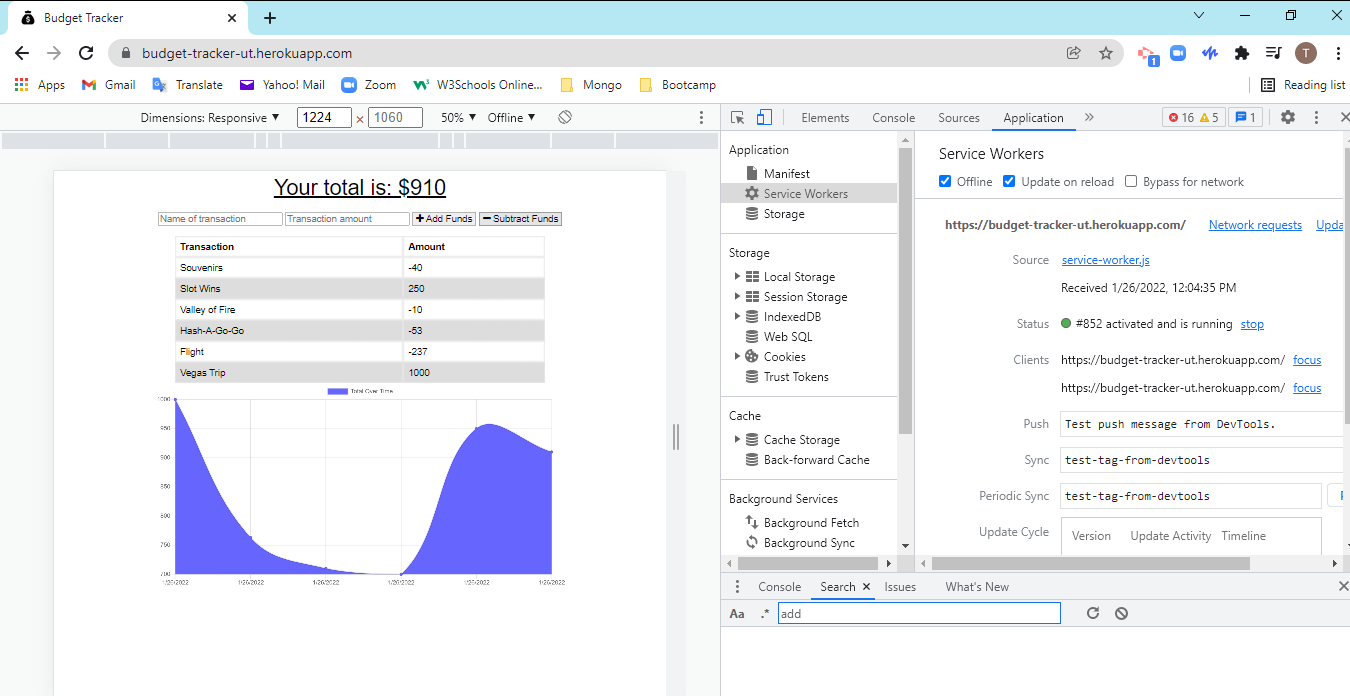 Budget Tracker
budget-tracker-ut.herokuapp.com
1
T
Apps Gmail Translate Yahoo! Mail Zoom W3Schools Online... Mongo Bootcamp Reading list
Dimensions: Responsive ▼ 1224 × 1060 50% ▼ Offline ▼
Your total is: $910
Name of transaction Transaction amount Add Funds Subtract Funds
Transaction Amount
Souvenirs -40
Slot Wins 250
Valley of Fire -10
Hash-A-Go-Go -53
Flight -237
Vegas Trip 1000
Total Over Time
1000
950
900
850
800
750
700
1/26/2022 1/26/2022 1/26/2022 1/26/2022 1/26/2022 1/26/2022
Elements Console Sources Application » 16 5 1
Application
Manifest
Service Workers
Storage
Storage
Local Storage
Session Storage
IndexedDB
Web SQL
Cookies
Trust Tokens
Cache
Cache Storage
Back-forward Cache
Background Services
Background Fetch
Background Sync
Service Workers
Offline Update on reload Bypass for network
https://budget-tracker-ut.herokuapp.com/ Network requests Upda
Source service-worker.js
Received 1/26/2022, 12:04:35 PM
Status #852 activated and is running stop
Clients https://budget-tracker-ut.herokuapp.com/ focus
https://budget-tracker-ut.herokuapp.com/ focus
Push Test push message from DevTools.
Sync test-tag-from-devtools
Periodic Sync test-tag-from-devtools
Update Cycle Version Update Activity Timeline
Console Search Issues What's New
Aa .* add